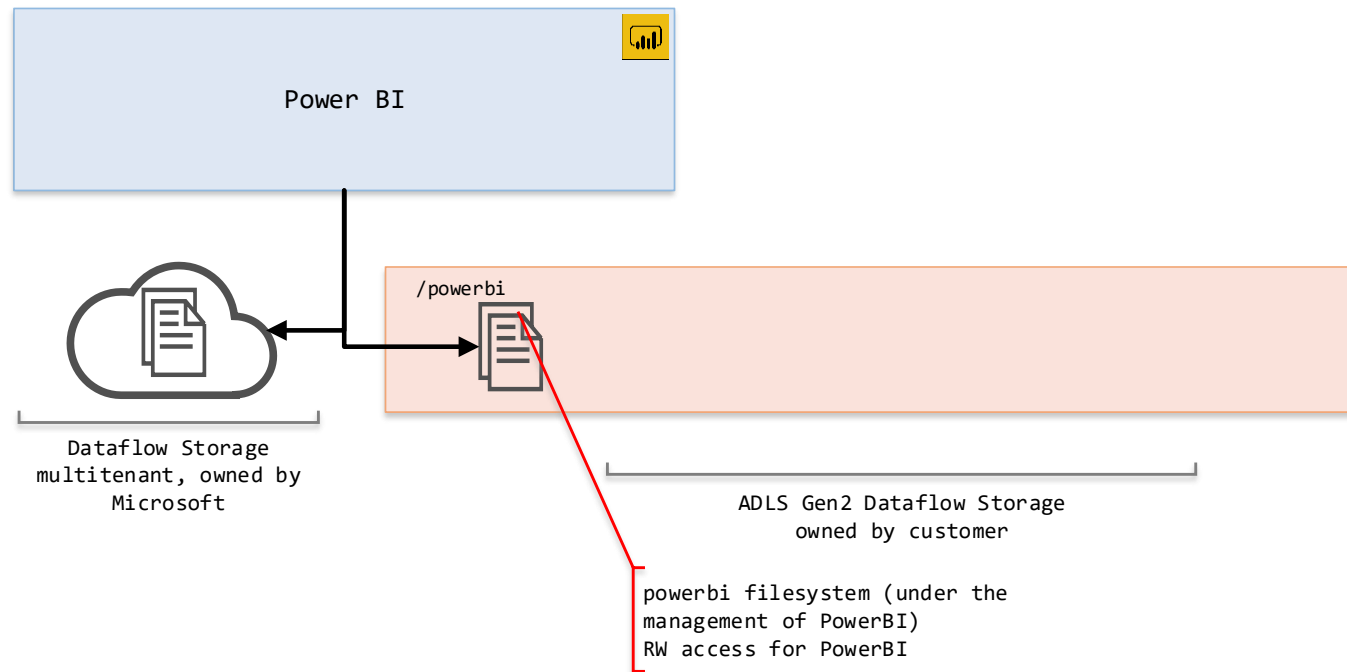 Power BI
/powerbi
Dataflow Storage
multitenant, owned by
Microsoft
ADLS Gen2 Dataflow Storage
owned by customer
powerbi filesystem (under the
management of PowerBI)
RW access for PowerBI